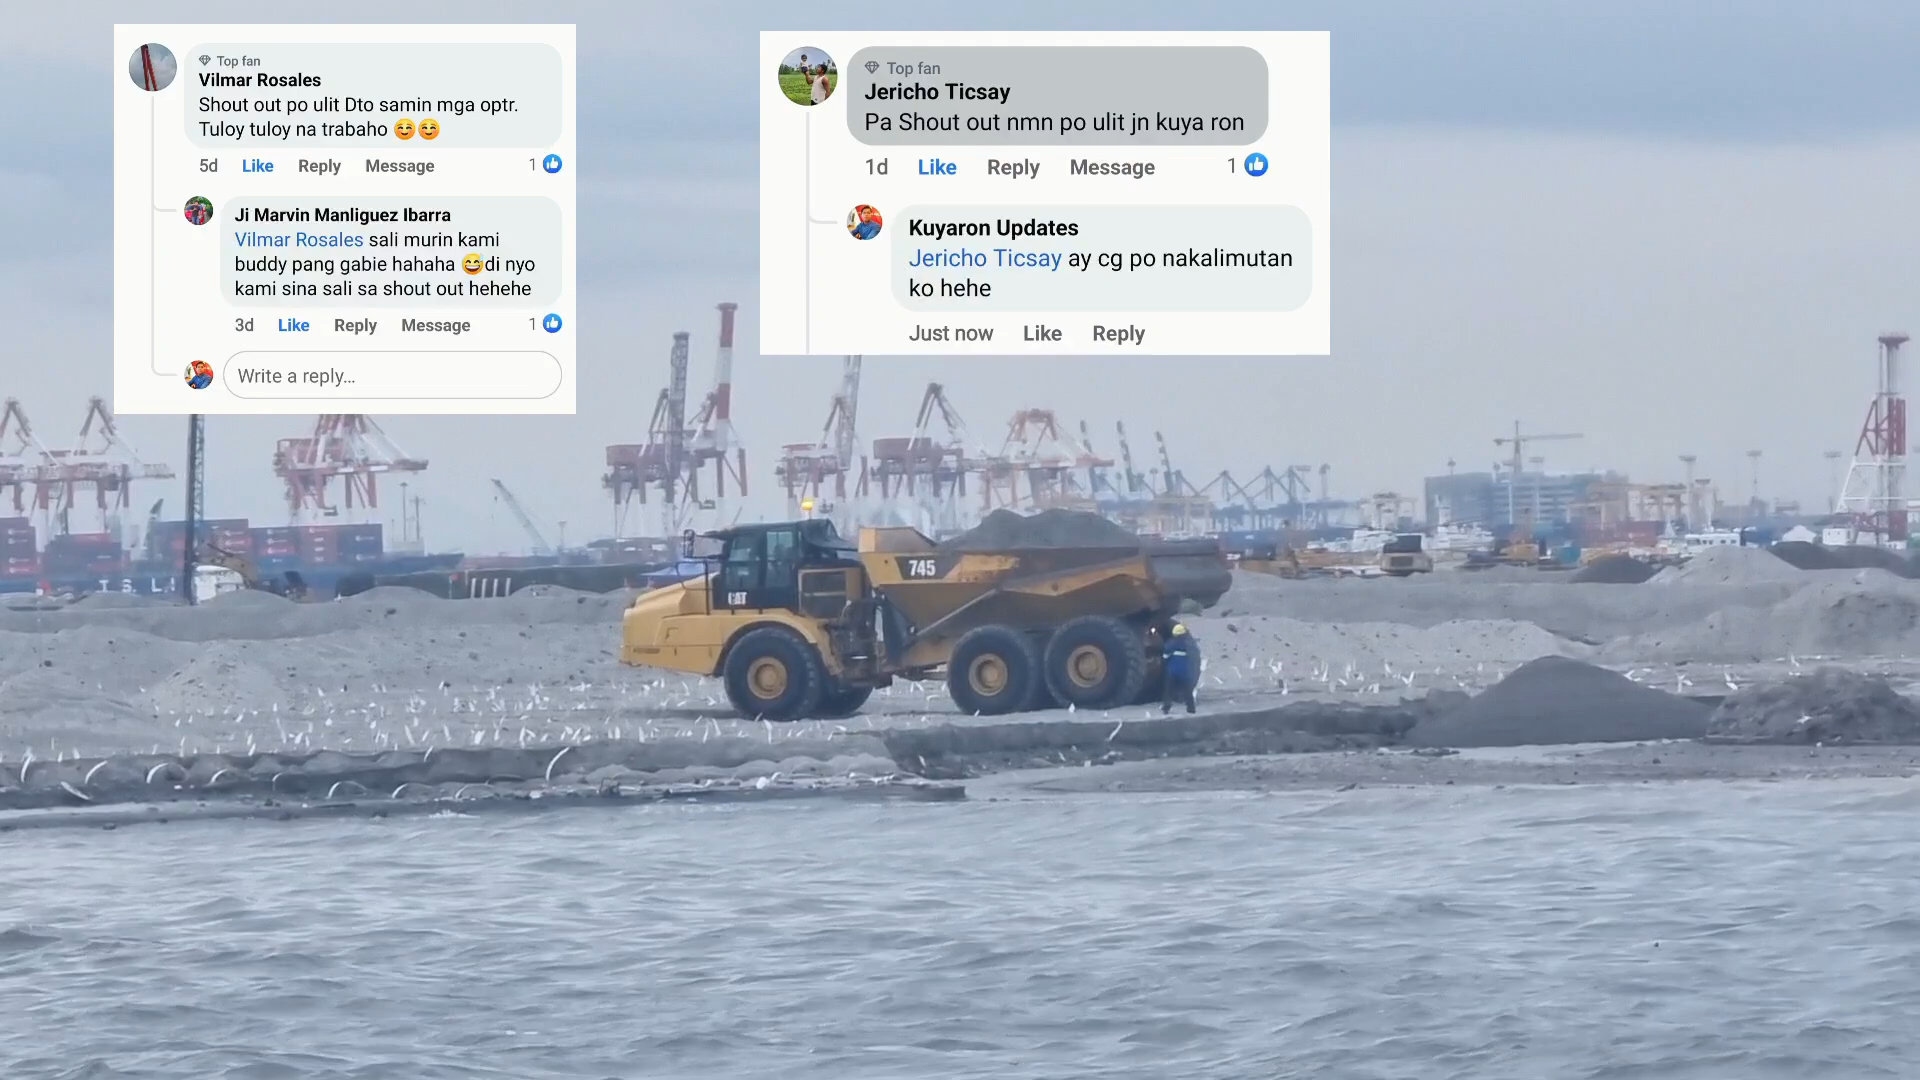 Top fan
Vilmar Rosales
Shout out po ulit Dto samin mga optr.
Tuloy tuloy na trabaho ☺️☺️
5d Like Reply Message 1
Ji Marvin Manliguez Ibarra
Vilmar Rosales sali murin kami
buddy pang gabie hahaha 😅di nyo
kami sina sali sa shout out hehehe
3d Like Reply Message 1
Write a reply...
Top fan
Jericho Ticsay
Pa Shout out nmn po ulit jn kuya ron
1d Like Reply Message 1
Kuyaron Updates
Jericho Ticsay ay cg po nakalimutan
ko hehe
Just now Like Reply
745
CAT